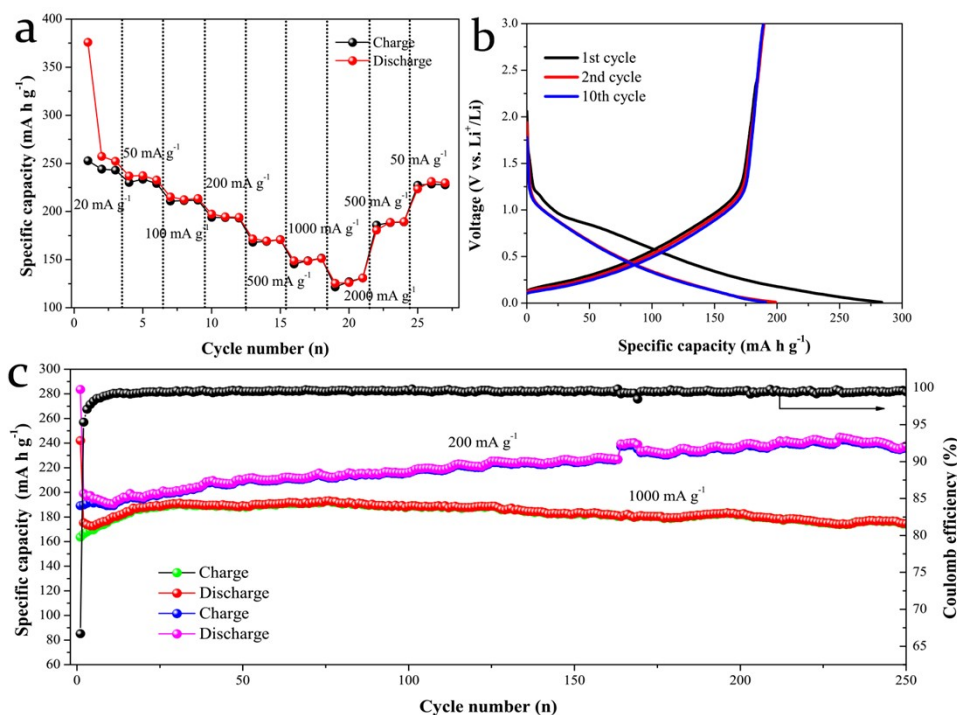 a
Specific capacity (mA h g⁻¹)
400
350
300
250
200
150
100
0
5
10
15
20
25
Cycle number (n)
Charge
Discharge
20 mA g⁻¹
50 mA g⁻¹
100 mA g⁻¹
200 mA g⁻¹
500 mA g⁻¹
1000 mA g⁻¹
2000 mA g⁻¹
500 mA g⁻¹
50 mA g⁻¹
b
Voltage (V vs. Li⁺/Li)
3.0
2.5
2.0
1.5
1.0
0.5
0.0
0
50
100
150
200
250
300
Specific capacity (mA h g⁻¹)
1st cycle
2nd cycle
10th cycle
c
Specific capacity (mA h g⁻¹)
300
280
260
240
220
200
180
160
140
120
100
80
60
0
50
100
150
200
250
Cycle number (n)
100
95
90
85
80
75
70
65
Coulomb efficiency (%)
200 mA g⁻¹
1000 mA g⁻¹
Charge
Discharge
Charge
Discharge